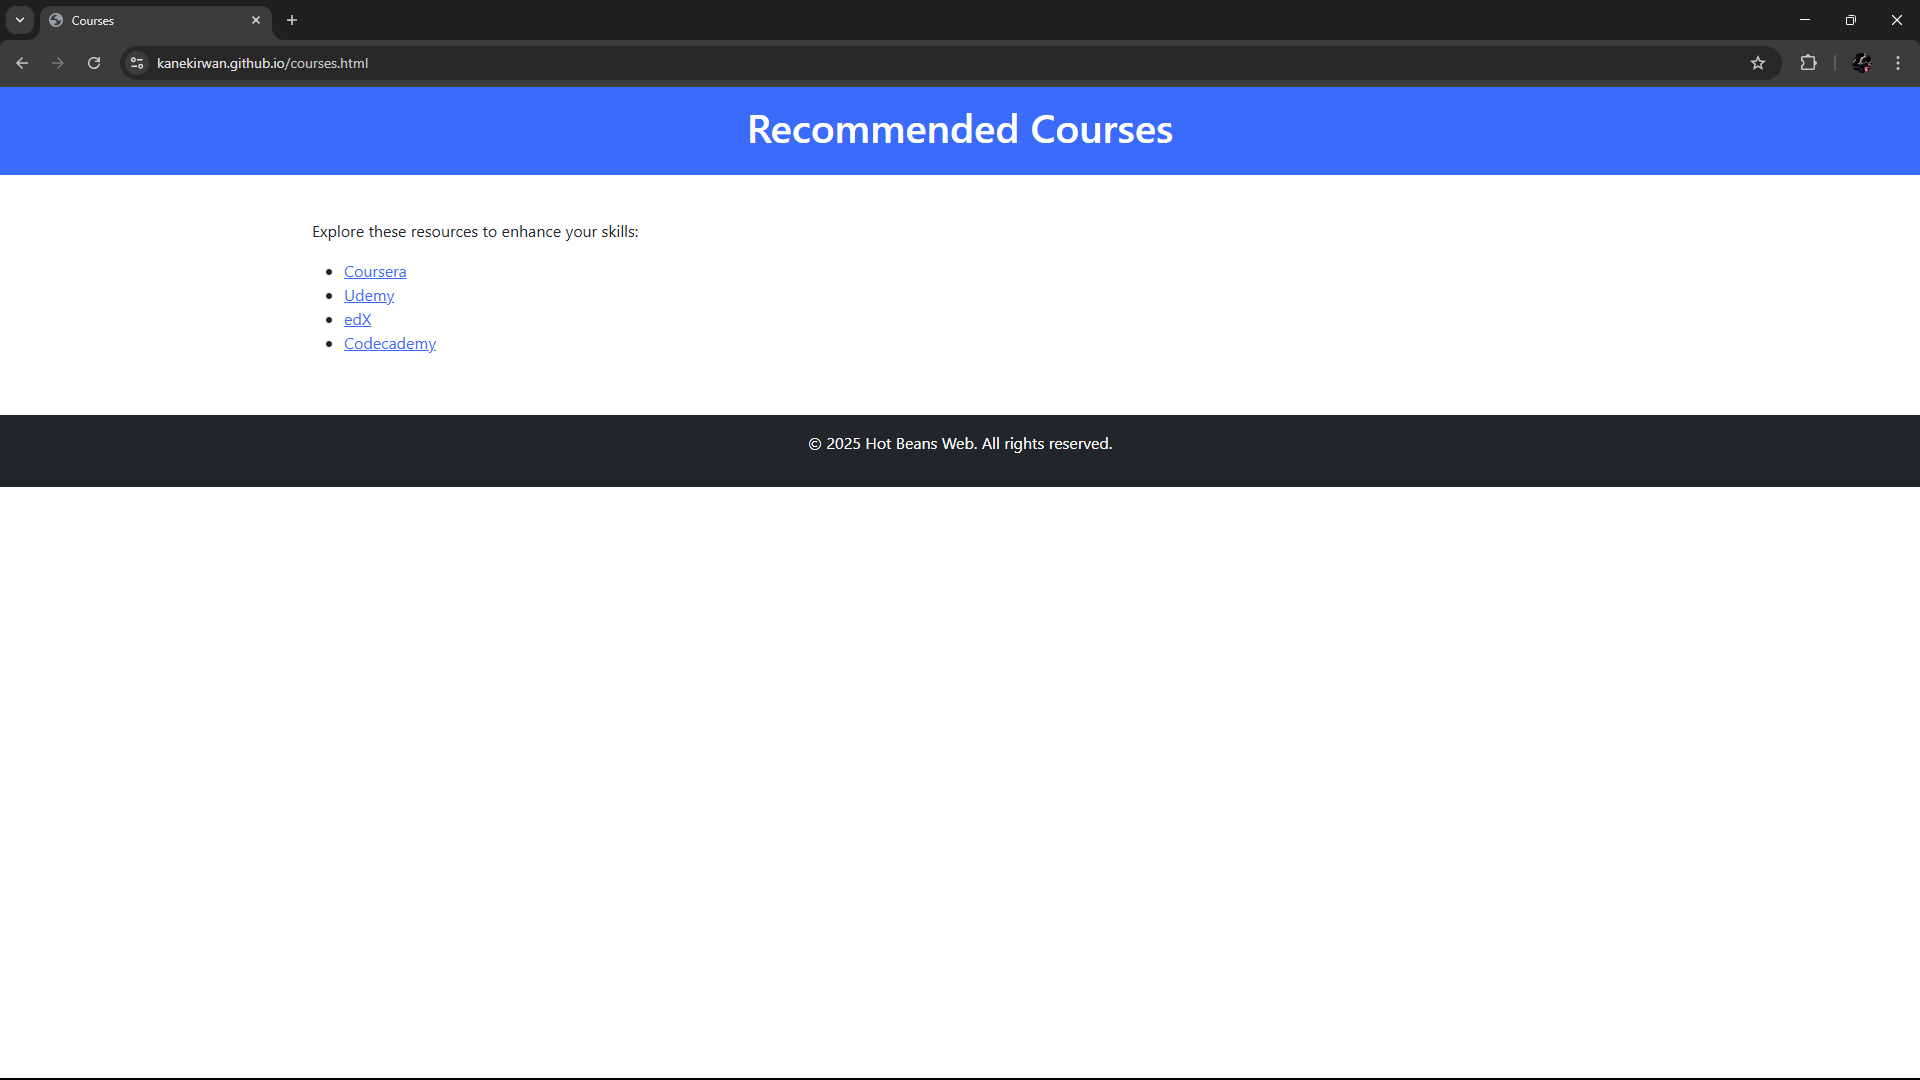 Courses
kanekirwan.github.io/courses.html
Recommended Courses
Explore these resources to enhance your skills:
Coursera
Udemy
edX
Codecademy
© 2025 Hot Beans Web. All rights reserved.